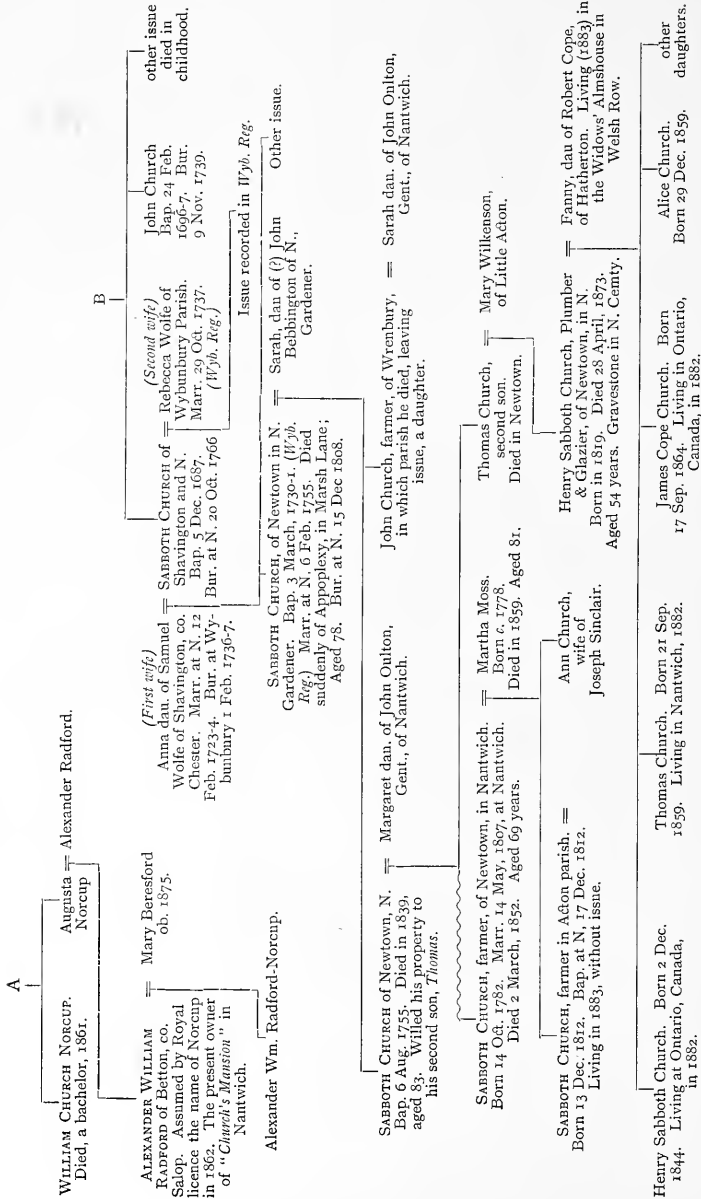 A
WILLIAM CHURCH NORCUP.
Died, a bachelor, 1861.
Augusta = Alexander Radford.
Norcup
ALEXANDER WILLIAM
RADFORD of Betton, co.
Salop. Assumed by Royal
licence the name of Norcup
in 1862. The present owner
of "Church's Mansion" in
Nantwich.
= Mary Beresford
ob. 1875.
Alexander Wm. Radford-Norcup.
B
(First wife)
Anna dau. of Samuel
Wolfe of Shavington, co.
Chester. Marr. at N. 12
Feb. 1723-4. Bur. at Wy-
bunbury 1 Feb. 1736-7.
= SABBOTH CHURCH of
Shavington and N.
Bap. 5 Dec. 1687.
Bur. at N. 20 Oct. 1766
(Second wife)
= Rebecca Wolfe of
Wybunbury Parish.
Marr. 29 Oct. 1737.
(Wyb. Reg.)
John Church
Bap. 24 Feb.
1696-7. Bur.
9 Nov. 1739.
other issue
died in
childhood.
Issue recorded in Wyb. Reg.
SABBOTH CHURCH, of Newtown in N.
Gardener. Bap. 3 March, 1730-1. (Wyb.
Reg.) Marr. at N. 6 Feb. 1755. Died
suddenly of Appoplexy, in Marsh Lane;
Aged 78. Bur. at N. 15 Dec 1808.
= Sarah, dau of (?) John
Bebbington of N.,
Gardener.
Other issue.
SABBOTH CHURCH of Newtown, N.
Bap. 6 Aug. 1755. Died in 1839,
aged 83. Willed his property to
his second son, Thomas.
= Margaret dau. of John Oulton,
Gent., of Nantwich.
John Church, farmer, of Wrenbury,
in which parish he died, leaving
issue, a daughter.
= Sarah dau. of John Oulton,
Gent., of Nantwich.
SABBOTH CHURCH, farmer, of Newtown, in Nantwich.
Born 14 Oct. 1782. Marr. 14 May, 1807, at Nantwich.
Died 2 March, 1852. Aged 69 years.
= Martha Moss.
Born c. 1778.
Died in 1859. Aged 81.
Thomas Church,
second son.
Died in Newtown.
= Mary Wilkenson,
of Little Acton.
SABBOTH CHURCH, farmer in Acton parish. =
Born 13 Dec. 1812. Bap. at N, 17 Dec. 1812.
Living in 1883, without issue.
Ann Church,
wife of
Joseph Sinclair.
Henry Sabboth Church, Plumber
& Glazier, of Newtown, in N.
Born in 1819. Died 28 April, 1873.
Aged 54 years. Gravestone in N. Cemty.
= Fanny, dau of Robert Cope,
of Hatherton. Living (1883) in
the Widows' Almshouse in
Welsh Row.
Henry Sabboth Church. Born 2 Dec.
1844. Living at Ontario, Canada,
in 1882.
Thomas Church. Born 21 Sep.
1859. Living in Nantwich, 1882.
James Cope Church. Born
17 Sep. 1864. Living in Ontario,
Canada, in 1882.
Alice Church.
Born 29 Dec. 1859.
other
daughters.